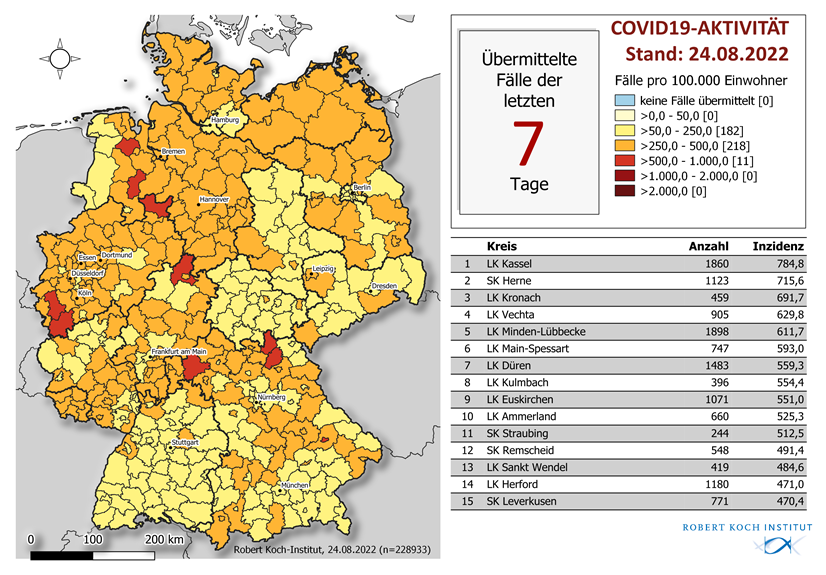 COVID19-AKTIVITÄT
Stand: 24.08.2022
Übermittelte
Fälle der
letzten
7
Tage
Fälle pro 100.000 Einwohner
keine Fälle übermittelt [0]
>0,0 - 50,0 [0]
>50,0 - 250,0 [182]
>250,0 - 500,0 [218]
>500,0 - 1.000,0 [11]
>1.000,0 - 2.000,0 [0]
>2.000,0 [0]
Hamburg
Bremen
Berlin
Hannover
Essen
Dortmund
Düsseldorf
Leipzig
Köln
Dresden
Frankfurt am Main
Nürnberg
Stuttgart
München
0 100 200 km
Robert Koch-Institut, 24.08.2022 (n=228933)
Kreis Anzahl Inzidenz
1 LK Kassel 1860 784,8
2 SK Herne 1123 715,6
3 LK Kronach 459 691,7
4 LK Vechta 905 629,8
5 LK Minden-Lübbecke 1898 611,7
6 LK Main-Spessart 747 593,0
7 LK Düren 1483 559,3
8 LK Kulmbach 396 554,4
9 LK Euskirchen 1071 551,0
10 LK Ammerland 660 525,3
11 SK Straubing 244 512,5
12 SK Remscheid 548 491,4
13 LK Sankt Wendel 419 484,6
14 LK Herford 1180 471,0
15 SK Leverkusen 771 470,4
ROBERT KOCH INSTITUT